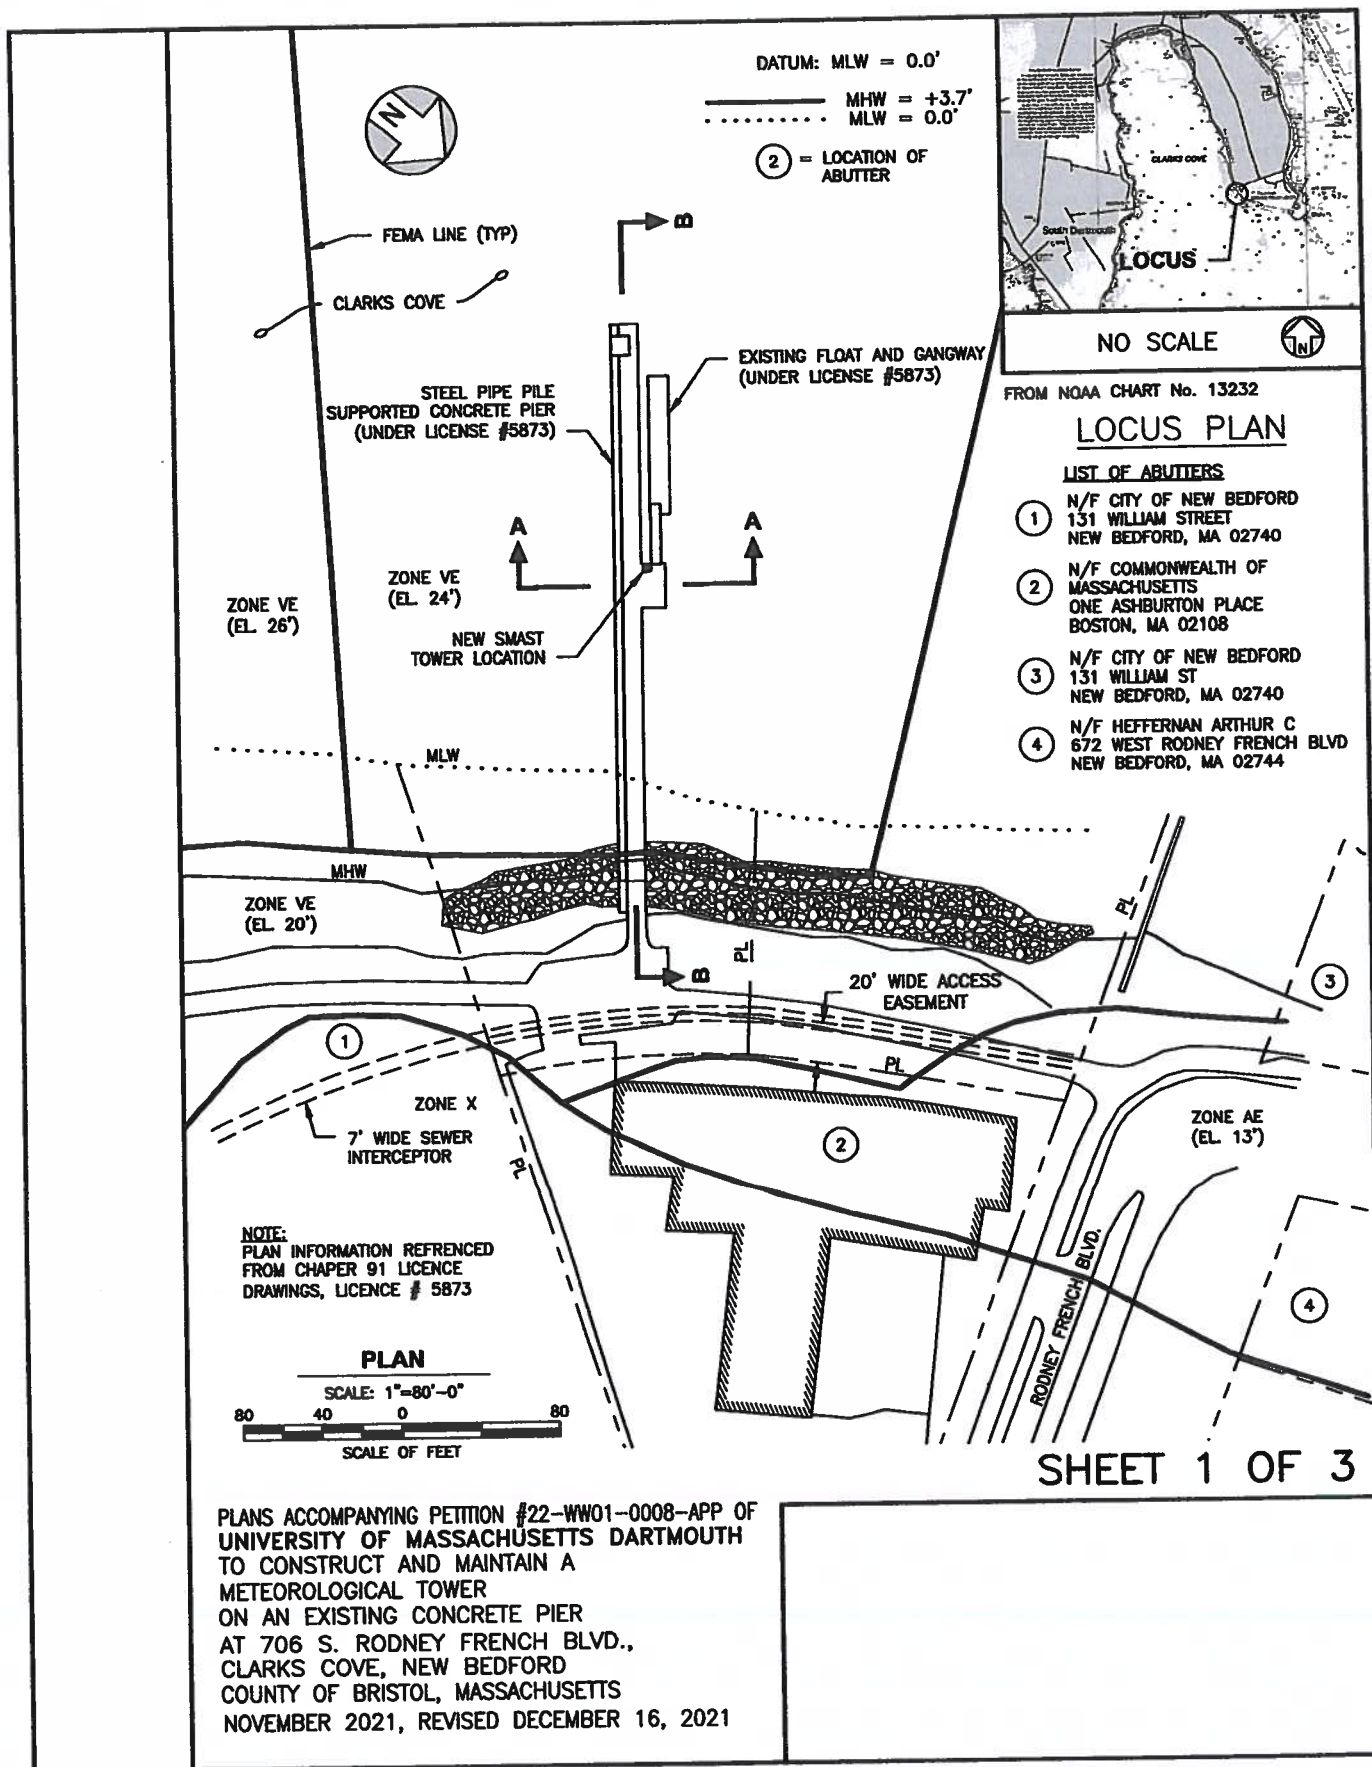 DATUM: MLW = 0.0'
MHW = +3.7'
MLW = 0.0'
2 = LOCATION OF
ABUTTER
N
FEMA LINE (TYP)
CLARKS COVE
B
STEEL PIPE PILE
SUPPORTED CONCRETE PIER
(UNDER LICENSE #5873)
EXISTING FLOAT AND GANGWAY
(UNDER LICENSE #5873)
A
A
ZONE VE
(EL. 24')
ZONE VE
(EL. 26')
NEW SMAST
TOWER LOCATION
MLW
MHW
ZONE VE
(EL. 20')
B
PL
PL
20' WIDE ACCESS
EASEMENT
PL
1
ZONE X
7' WIDE SEWER
INTERCEPTOR
PL
2
3
ZONE AE
(EL. 13')
4
RODNEY FRENCH BLVD.
CLARKS COVE
South Dartmouth
LOCUS
NO SCALE
N
FROM NOAA CHART No. 13232
LOCUS PLAN
LIST OF ABUTTERS
1 N/F CITY OF NEW BEDFORD
131 WILLIAM STREET
NEW BEDFORD, MA 02740
2 N/F COMMONWEALTH OF
MASSACHUSETTS
ONE ASHBURTON PLACE
BOSTON, MA 02108
3 N/F CITY OF NEW BEDFORD
131 WILLIAM ST
NEW BEDFORD, MA 02740
4 N/F HEFFERNAN ARTHUR C
672 WEST RODNEY FRENCH BLVD
NEW BEDFORD, MA 02744
NOTE:
PLAN INFORMATION REFRENCED
FROM CHAPER 91 LICENCE
DRAWINGS, LICENCE # 5873
PLAN
SCALE: 1"=80'-0"
80 40 0 80
SCALE OF FEET
SHEET 1 OF 3
PLANS ACCOMPANYING PETITION #22-WW01-0008-APP OF
UNIVERSITY OF MASSACHUSETTS DARTMOUTH
TO CONSTRUCT AND MAINTAIN A
METEOROLOGICAL TOWER
ON AN EXISTING CONCRETE PIER
AT 706 S. RODNEY FRENCH BLVD.,
CLARKS COVE, NEW BEDFORD
COUNTY OF BRISTOL, MASSACHUSETTS
NOVEMBER 2021, REVISED DECEMBER 16, 2021